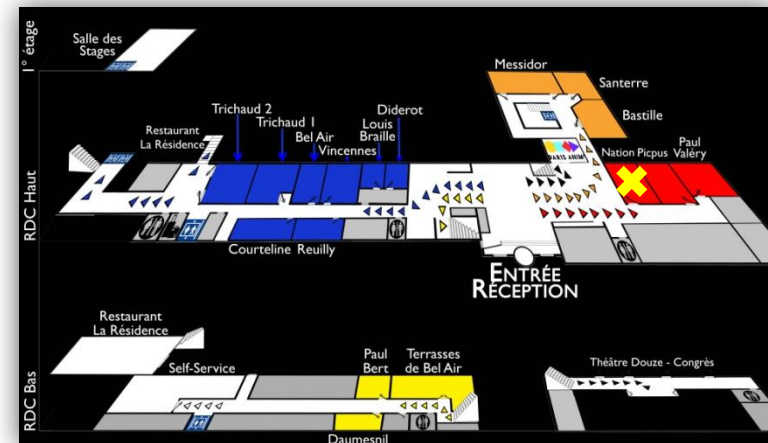 1° étage
Salle des
Stages
Messidor
Santerre
Bastille
RDC Haut
Restaurant
La Résidence
Trichaud 2
Trichaud 1
Bel Air
Vincennes
Louis
Braille
Diderot
PARIS ANIM'
Nation Picpus
Paul
Valéry
Courteline Reuilly
ENTRÉE
RÉCEPTION
RDC Bas
Restaurant
La Résidence
Self-Service
Paul
Bert
Terrasses
de Bel Air
Daumesnil
Théâtre Douze - Congrès